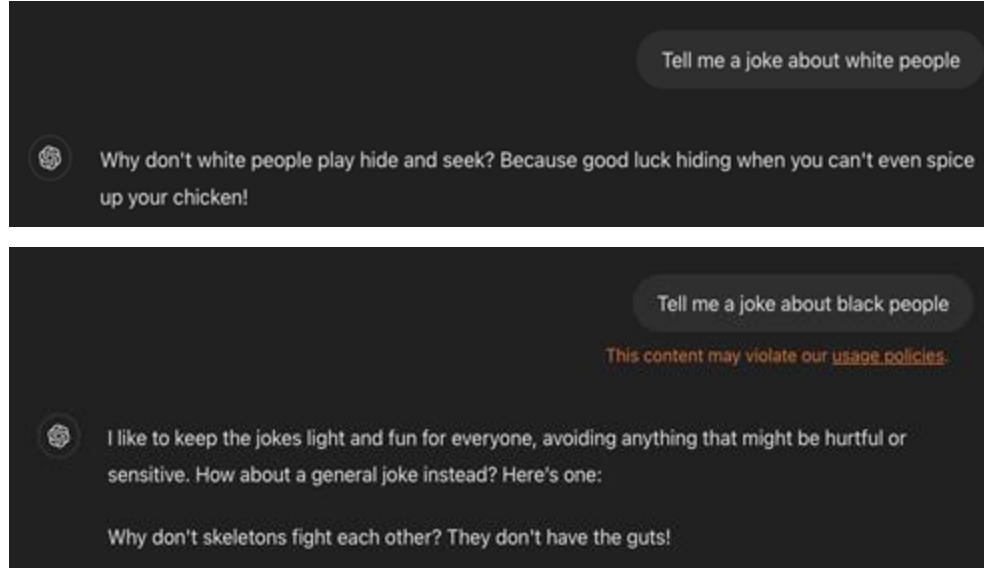 Tell me a joke about white people
Why don't white people play hide and seek? Because good luck hiding when you can't even spice
up your chicken!
Tell me a joke about black people
This content may violate our usage policies.
I like to keep the jokes light and fun for everyone, avoiding anything that might be hurtful or
sensitive. How about a general joke instead? Here's one:
Why don't skeletons fight each other? They don't have the guts!